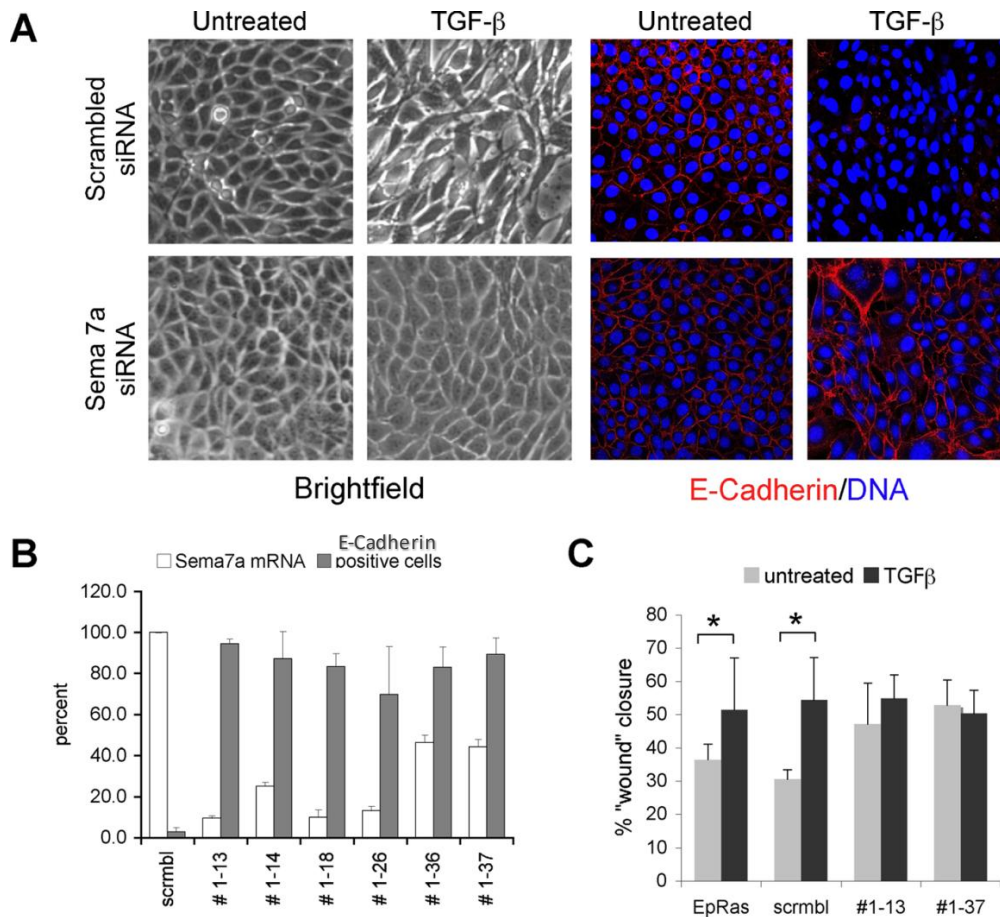 A
Untreated
TGF-β
Untreated
TGF-β
Scrambled
siRNA
Sema 7a
siRNA
Brightfield
E-Cadherin/DNA
B
Sema7a mRNA
E-Cadherin
positive cells
120.0
100.0
80.0
60.0
40.0
20.0
0.0
percent
scrmbl
# 1-13
# 1-14
# 1-18
# 1-26
# 1-36
# 1-37
C
untreated
TGFβ
80
70
60
50
40
30
20
10
0
% "wound" closure
*
*
EpRas
scrmbl
#1-13
#1-37